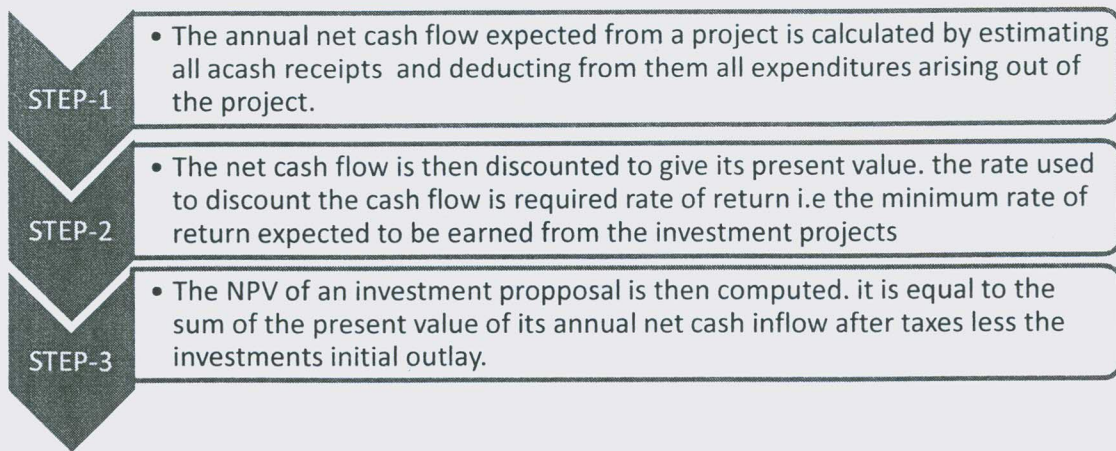 • The annual net cash flow expected from a project is calculated by estimating
all acash receipts and deducting from them all expenditures arising out of
the project.
STEP-1
• The net cash flow is then discounted to give its present value. the rate used
to discount the cash flow is required rate of return i.e the minimum rate of
return expected to be earned from the investment projects
STEP-2
• The NPV of an investment propposal is then computed. it is equal to the
sum of the present value of its annual net cash inflow after taxes less the
investments initial outlay.
STEP-3